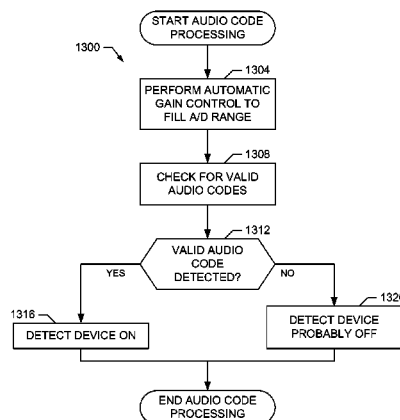 START AUDIO CODE
PROCESSING
1300
1304
PERFORM AUTOMATIC
GAIN CONTROL TO
FILL A/D RANGE
1308
CHECK FOR VALID
AUDIO CODES
1312
VALID AUDIO
CODE
DETECTED?
YES
NO
1316
DETECT DEVICE ON
1320
DETECT DEVICE
PROBABLY OFF
END AUDIO CODE
PROCESSING